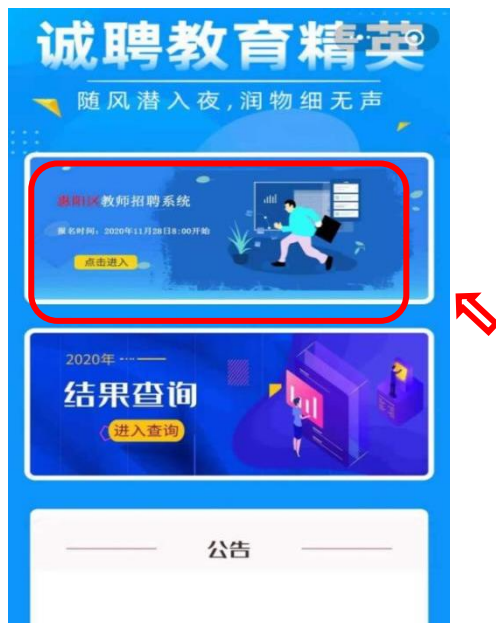 诚聘教育精英
随风潜入夜,润物细无声
惠阳区教师招聘系统
报名时间：2020年11月28日8:00开始
点击进入
2020年
结果查询
进入查询
公告